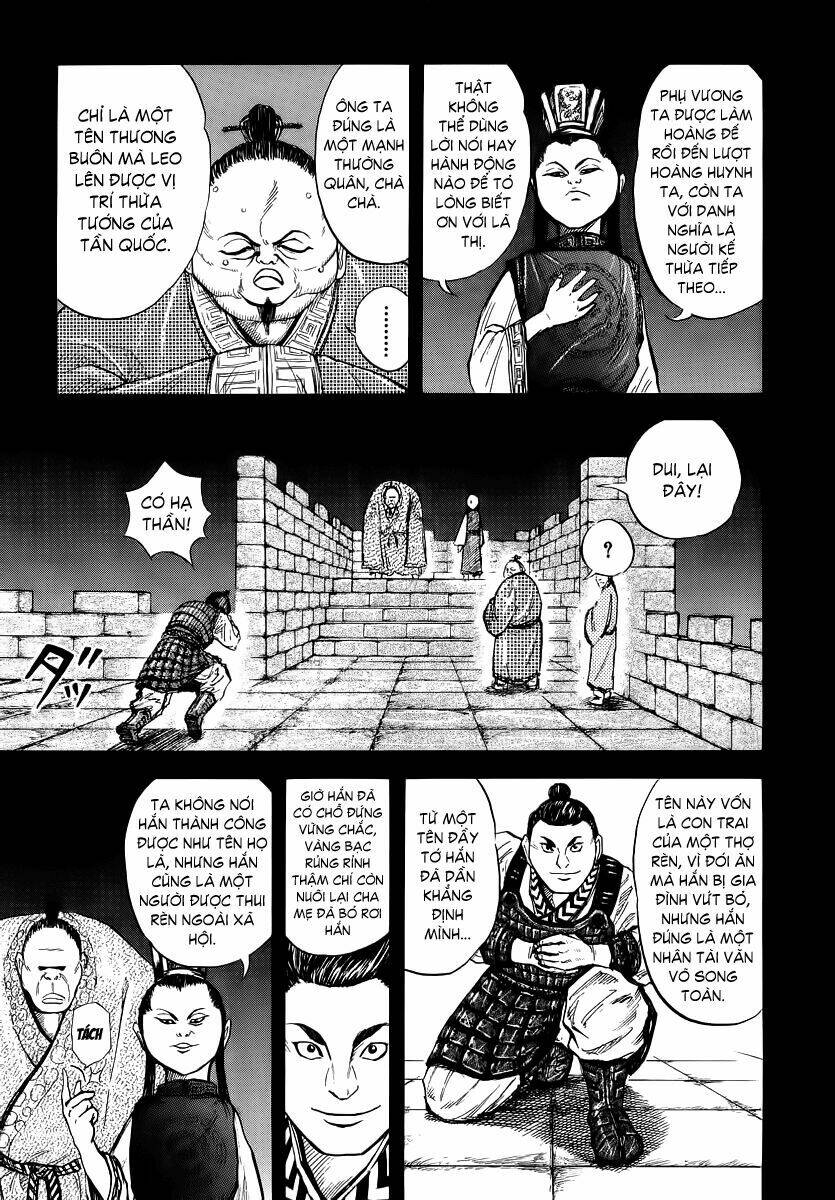 PHỤ VƯƠNG
TA ĐƯỢC LÀM
HOÀNG ĐẾ
RỒI ĐẾN LƯỢT
HOÀNG HUYNH
TA, CÒN TA
VỚI DANH
NGHĨA LÀ
NGƯỜI KẾ
THỪA TIẾP
THEO...
THẬT
KHÔNG
THỂ DÙNG
LỜI NÓI HAY
HÀNH ĐỘNG
NÀO ĐỂ TỎ
LÒNG BIẾT
ƠN VỚI LÃ
THỊ.
ÔNG TA
ĐÚNG LÀ
MỘT MẠNH
THƯỜNG
QUÂN, CHÀ
CHÀ.
CHỈ LÀ MỘT
TÊN THƯƠNG
BUÔN MÀ LEO
LÊN ĐƯỢC VỊ
TRÍ THỪA
TƯỚNG CỦA
TẦN QUỐC.
........
DUI, LẠI
ĐÂY!
?
CÓ HẠ
THẦN!
ダッ
TÊN NÀY VỐN
LÀ CON TRAI
CỦA MỘT THỢ
RÈN, VÌ ĐÓI ĂN
MÀ HẮN BỊ GIA
ĐÌNH VỨT BỎ,
NHƯNG HẮN
ĐÚNG LÀ MỘT
NHÂN TÀI VĂN
VÕ SONG
TOÀN.
TỪ MỘT
TÊN ĐẦY
TỚ HẮN ĐÃ
DẦN
KHẲNG
ĐỊNH
MÌNH...
GIỜ HẮN ĐÃ
CÓ CHỖ ĐỨNG
VỮNG CHẮC,
VÀNG BẠC
RỦNG RỈNH
THẬM CHÍ CÒN
NUÔI LẠI CHA
MẸ ĐÃ BỎ RƠI
HẮN
TA KHÔNG NÓI
HẮN THÀNH CÔNG
ĐƯỢC NHƯ TÊN HỌ
LÃ, NHƯNG HẮN
CŨNG LÀ MỘT
NGƯỜI ĐƯỢC THUI
RÈN NGOÀI XÃ
HỘI.
TÁCH